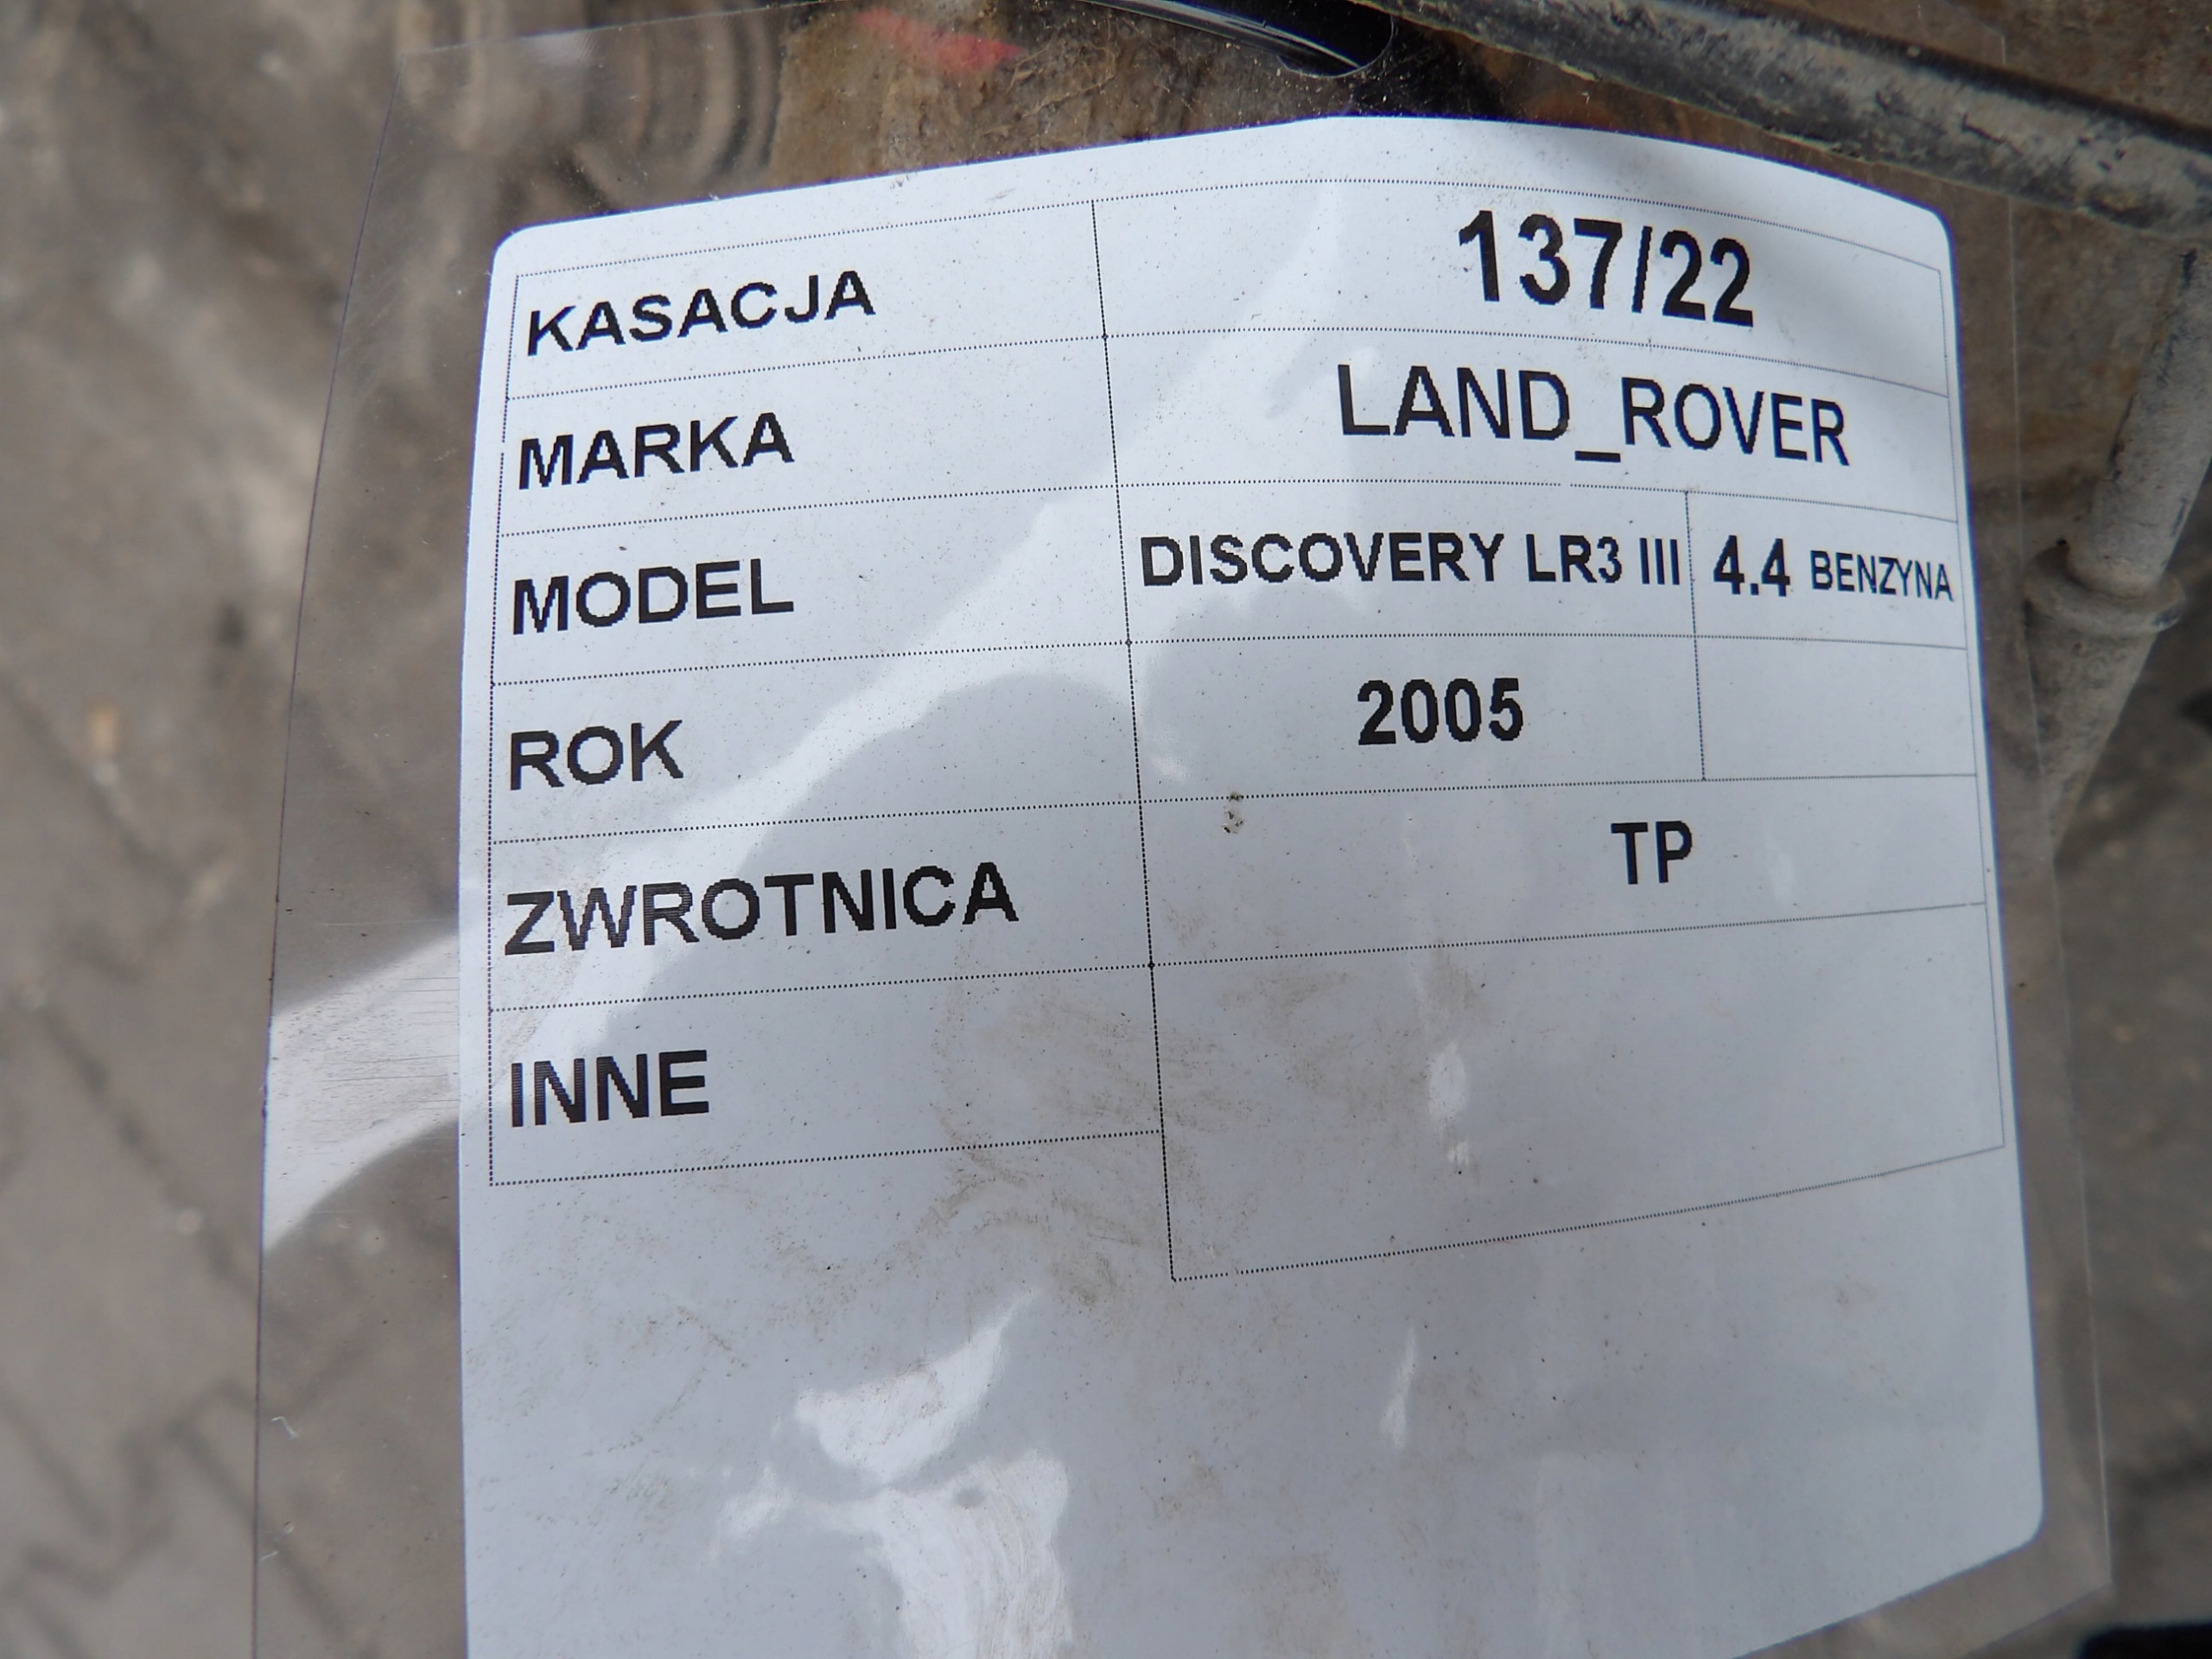 KASACJA 137/22
MARKA LAND_ROVER
MODEL DISCOVERY LR3 III 4.4 BENZYNA
ROK 2005
ZWROTNICA TP
INNE